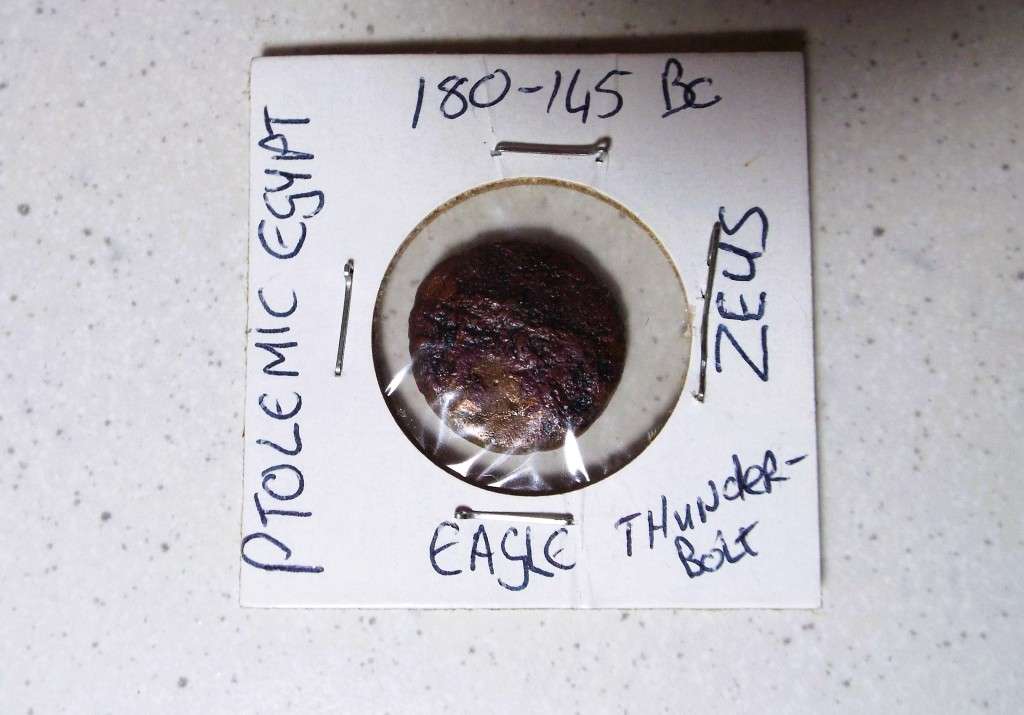 180-145 BC
PTOLEMIC EGYPT
ZEUS
EAGLE
THUNDER-
BOLT